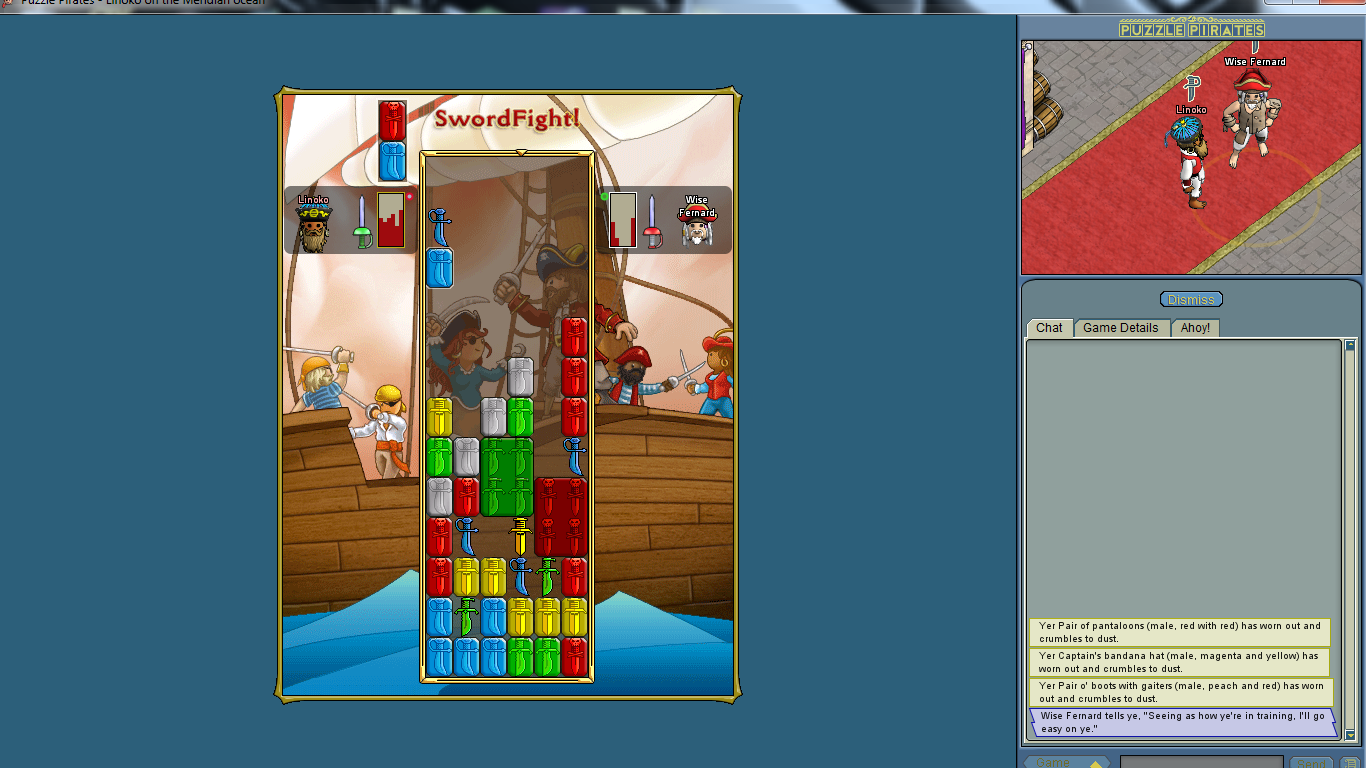 Puzzle Pirates - Linoko on the Meridian ocean
PUZZLE PIRATES
SwordFight!
Linoko
Wise
Fernard
Wise Fernard
Linoko
Dismiss
Chat
Game Details
Ahoy!
Yer Pair of pantaloons (male, red with red) has worn out and
crumbles to dust.
Yer Captain's bandana hat (male, magenta and yellow) has
worn out and crumbles to dust.
Yer Pair o' boots with gaiters (male, peach and red) has worn
out and crumbles to dust.
Wise Fernard tells ye, "Seeing as how ye're in training, I'll go
easy on ye."
Game
Send